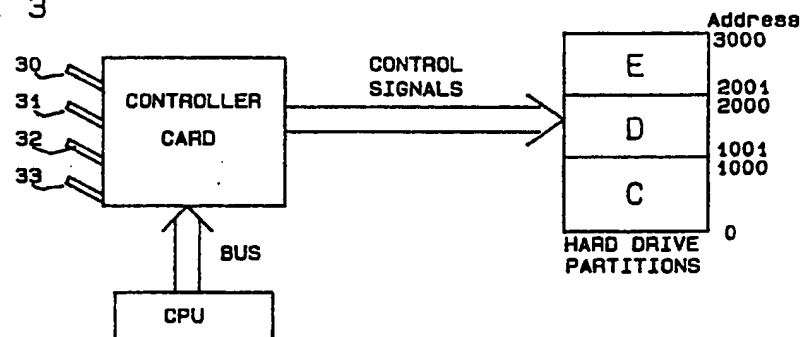 3
Address
3000
30
CONTROL
SIGNALS
E
31
CONTROLLER
CARD
2001
2000
32
D
1001
1000
33
C
0
BUS
HARD DRIVE
PARTITIONS
CPU